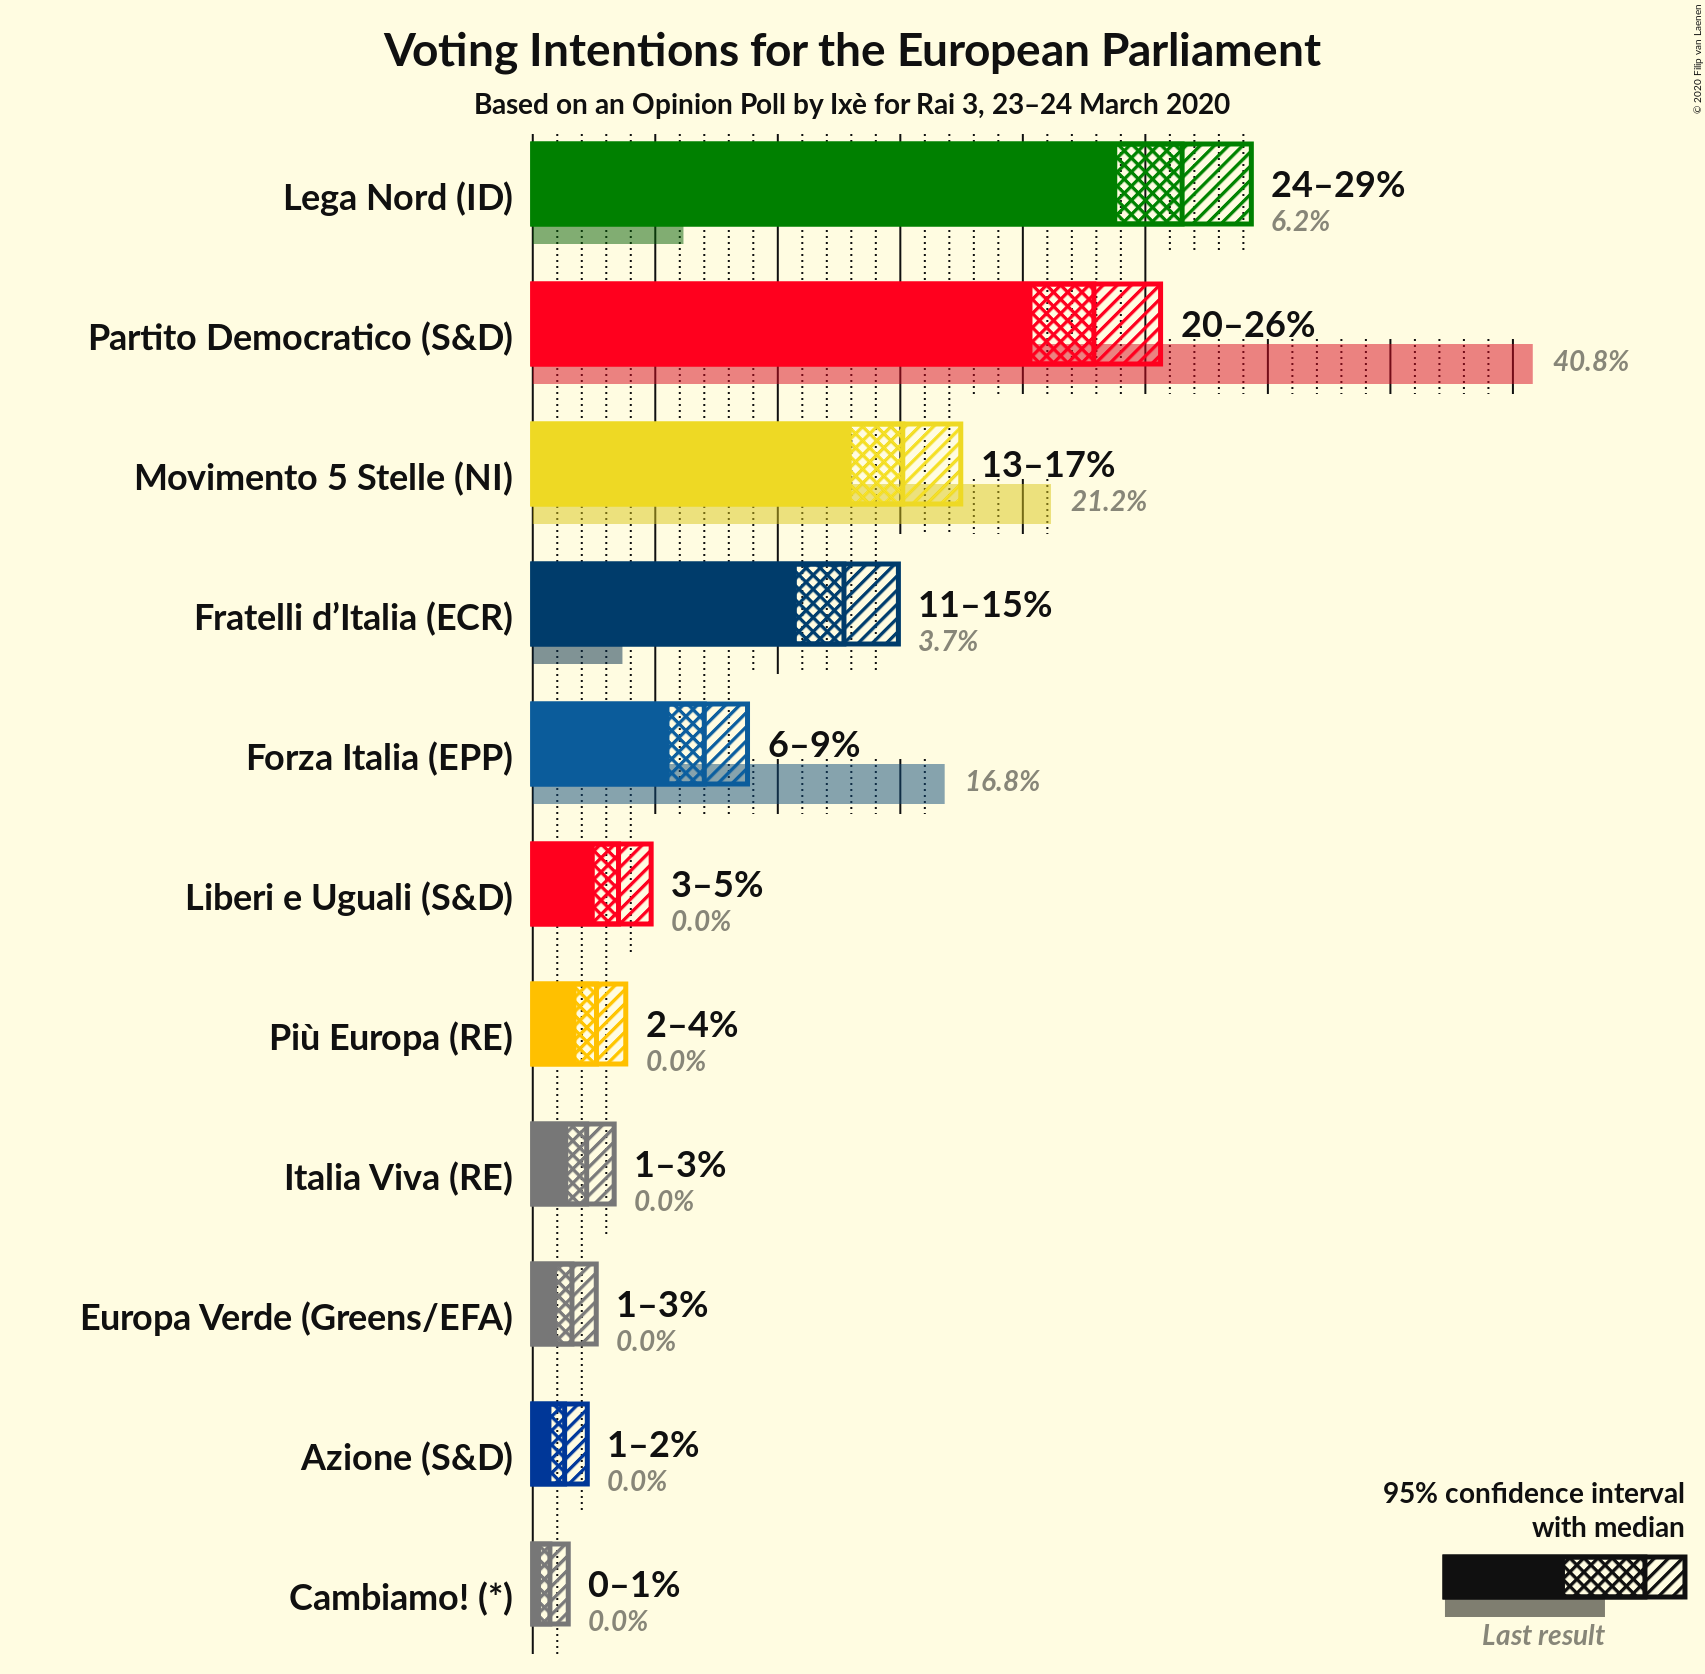 Voting Intentions for the European Parliament
Based on an Opinion Poll by Ixè for Rai 3, 23–24 March 2020
© 2020 Filip van Laenen
Lega Nord (ID)
24–29%
6.2%
Partito Democratico (S&D)
20–26%
40.8%
Movimento 5 Stelle (NI)
13–17%
21.2%
Fratelli d’Italia (ECR)
11–15%
3.7%
Forza Italia (EPP)
6–9%
16.8%
Liberi e Uguali (S&D)
3–5%
0.0%
Più Europa (RE)
2–4%
0.0%
Italia Viva (RE)
1–3%
0.0%
Europa Verde (Greens/EFA)
1–3%
0.0%
Azione (S&D)
1–2%
0.0%
Cambiamo! (*)
0–1%
0.0%
95% confidence interval
with median
Last result